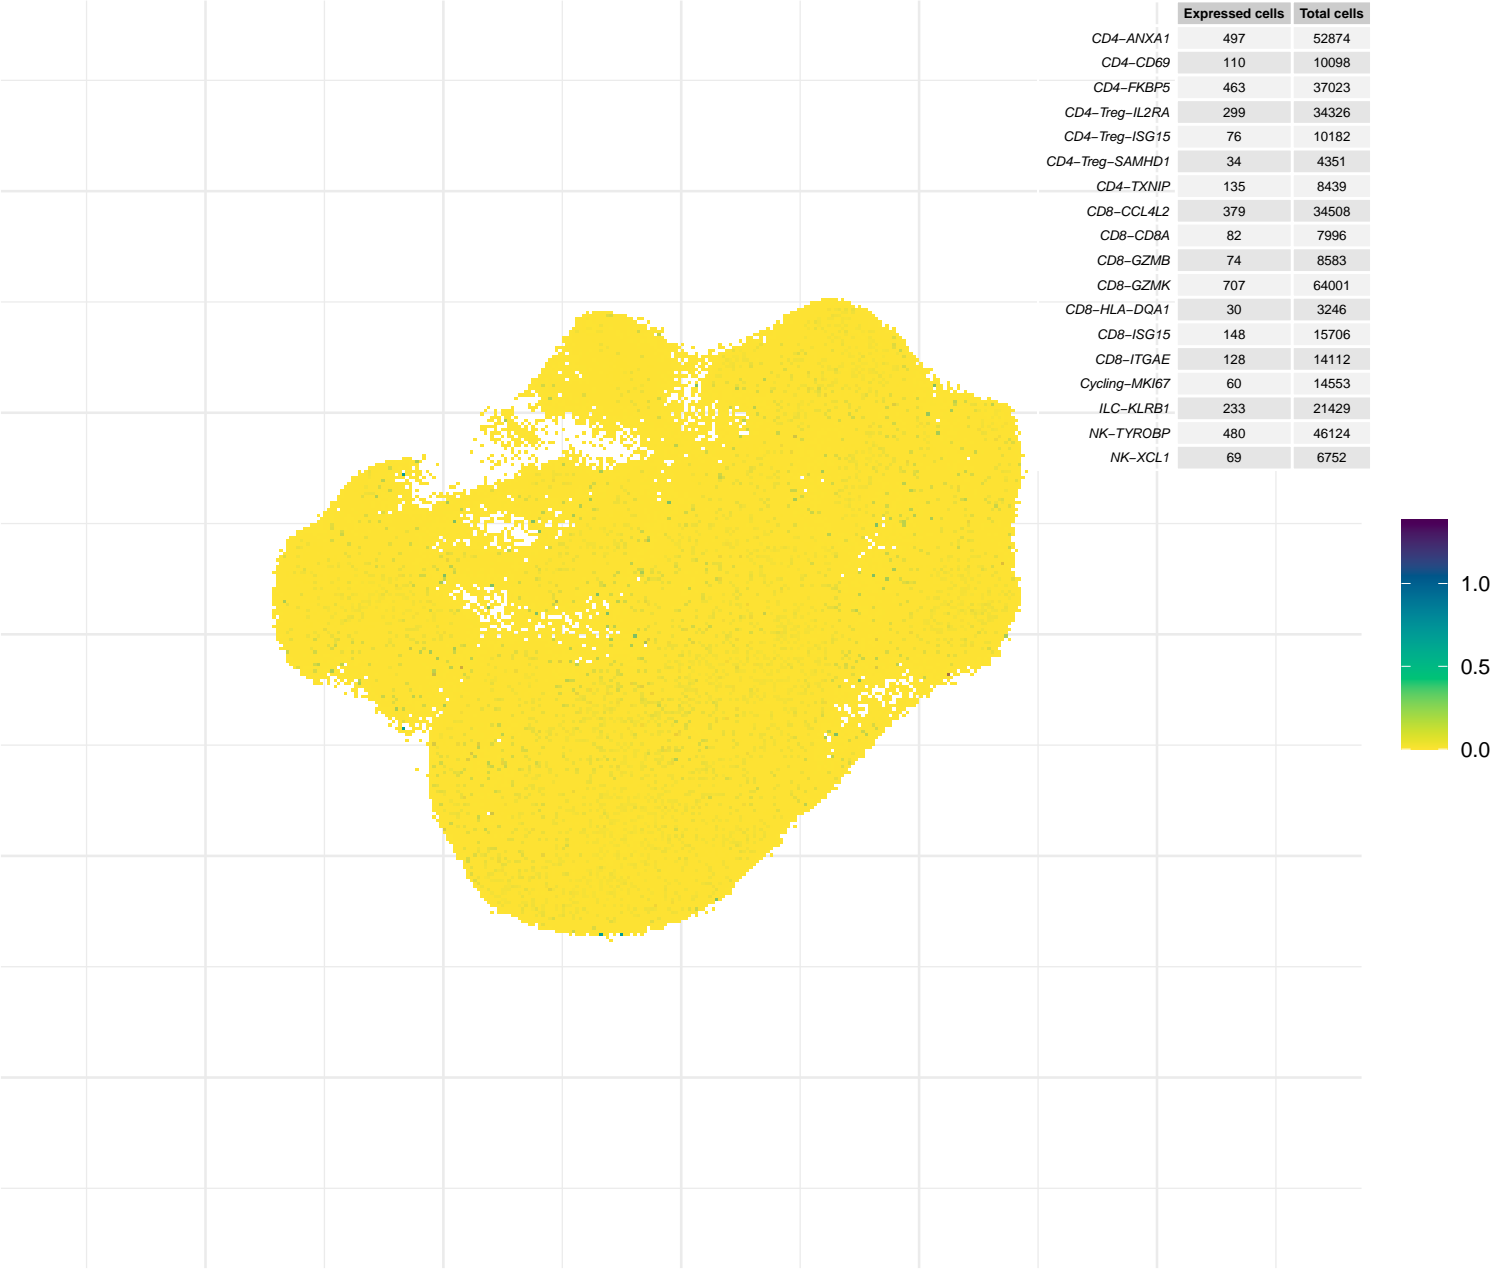 Expressed cells Total cells
CD4−ANXA1 497 52874
CD4−CD69 110 10098
CD4−FKBP5 463 37023
CD4−Treg−IL2RA 299 34326
CD4−Treg−ISG15 76 10182
CD4−Treg−SAMHD1 34 4351
CD4−TXNIP 135 8439
CD8−CCL4L2 379 34508
CD8−CD8A 82 7996
CD8−GZMB 74 8583
CD8−GZMK 707 64001
CD8−HLA−DQA1 30 3246
CD8−ISG15 148 15706
CD8−ITGAE 128 14112
Cycling−MKI67 60 14553
ILC−KLRB1 233 21429
NK−TYROBP 480 46124
NK−XCL1 69 6752
1.0
0.5
0.0